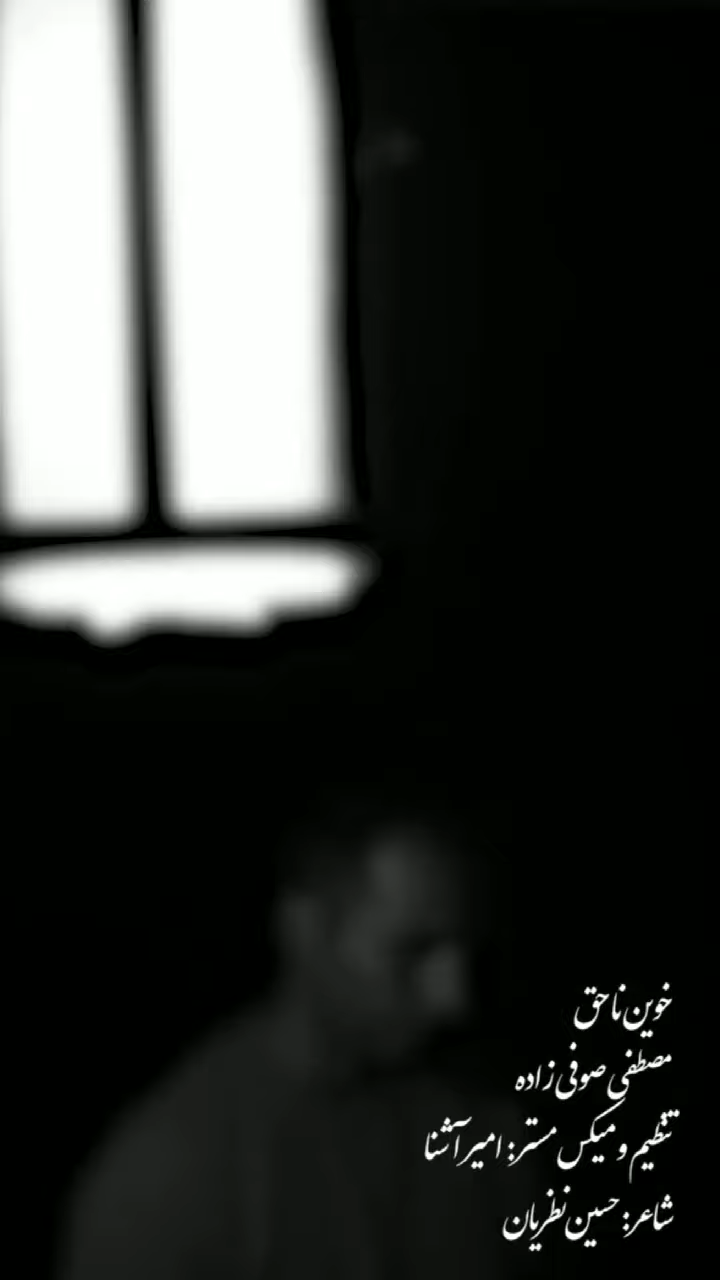 خوین ناحق
مصطفی صوفی زاده
تنظیم و میکس مستر: امیر آشنا
شاعر: حسین نظریان